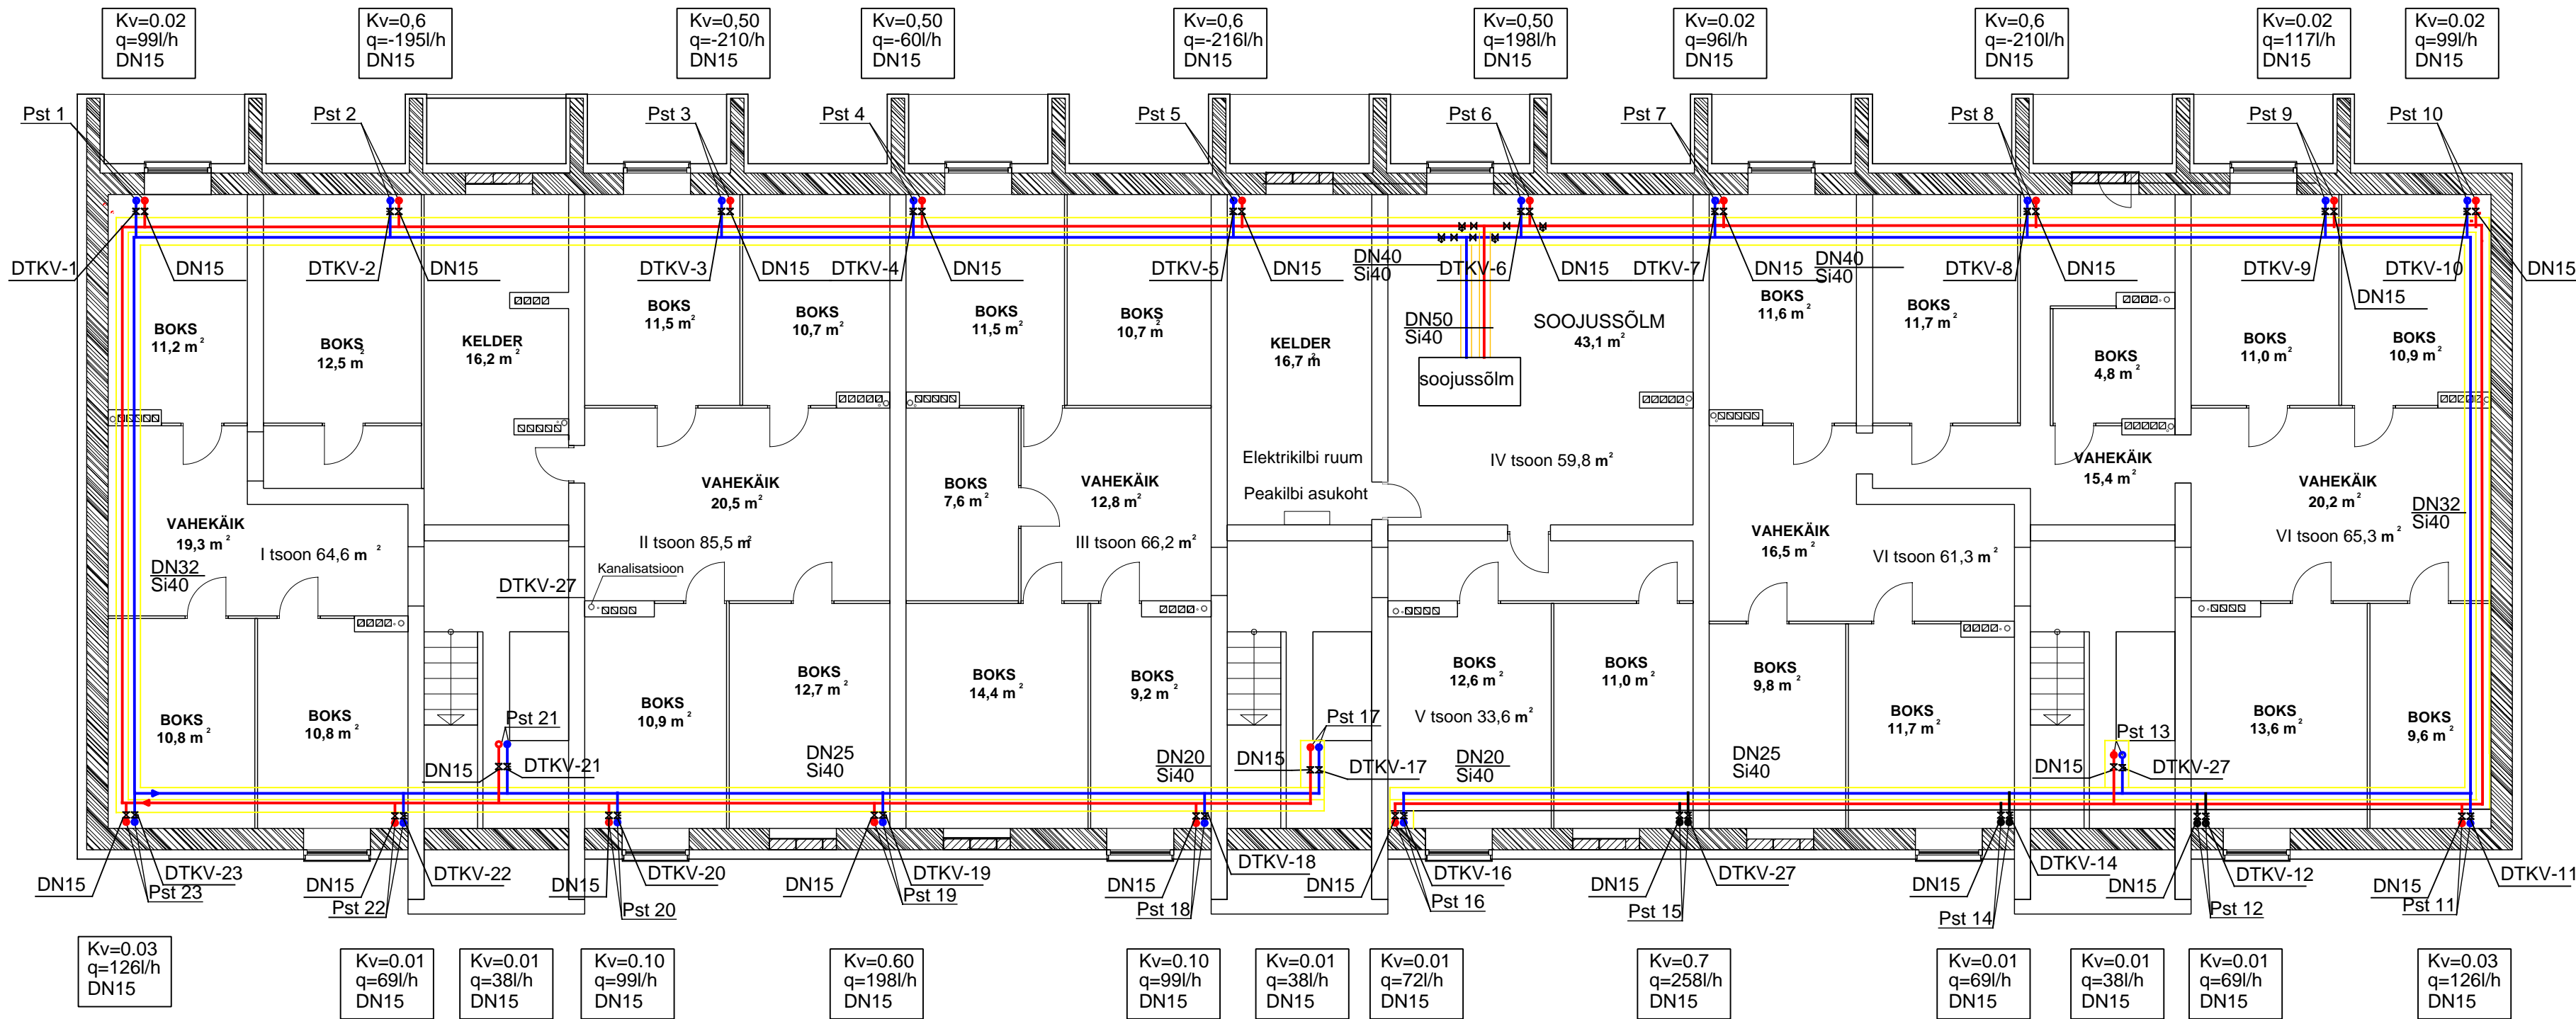 Kv=0.02
q=99l/h
DN15
Kv=0,6
q=-195l/h
DN15
Kv=0,50
q=-210/h
DN15
Kv=0,50
q=-60l/h
DN15
Kv=0,6
q=-216l/h
DN15
Kv=0,50
q=198l/h
DN15
Kv=0.02
q=96l/h
DN15
Kv=0,6
q=-210l/h
DN15
Kv=0.02
q=117l/h
DN15
Kv=0.02
q=99l/h
DN15
Pst 1
Pst 2
Pst 3
Pst 4
Pst 5
Pst 6
Pst 7
Pst 8
Pst 9
Pst 10
DTKV-1
DN15
DTKV-2
DN15
DTKV-3
DN15
DTKV-4
DN15
DTKV-5
DN15
DN40
Si40
DTKV-6
DN15
DTKV-7
DN15
DN40
Si40
DTKV-8
DN15
DTKV-9
DN15
DTKV-10
DN15
BOKS
11,2 m²
BOKS
12,5 m²
KELDER
16,2 m²
BOKS
11,5 m²
BOKS
10,7 m²
BOKS
11,5 m²
BOKS
10,7 m²
KELDER
16,7 m²
DN50
Si40
SOOJUSSÕLM
43,1 m²
soojussõlm
BOKS
11,6 m²
BOKS
11,7 m²
BOKS
4,8 m²
BOKS
11,0 m²
BOKS
10,9 m²
VAHEKÄIK
19,3 m²
I tsoon 64,6 m²
DN32
Si40
VAHEKÄIK
20,5 m²
II tsoon 85,5 m²
Kanalisatsioon
DTKV-27
BOKS
7,6 m²
VAHEKÄIK
12,8 m²
III tsoon 66,2 m²
Elektrikilbi ruum
Peakilbi asukoht
IV tsoon 59,8 m²
VAHEKÄIK
16,5 m²
VI tsoon 61,3 m²
VAHEKÄIK
15,4 m²
VAHEKÄIK
20,2 m²
VI tsoon 65,3 m²
DN32
Si40
BOKS
10,8 m²
BOKS
10,8 m²
Pst 21
DN15
DTKV-21
BOKS
10,9 m²
BOKS
12,7 m²
DN25
Si40
BOKS
14,4 m²
BOKS
9,2 m²
DN20
Si40
Pst 17
DN15
DTKV-17
BOKS
12,6 m²
V tsoon 33,6 m²
DN20
Si40
BOKS
11,0 m²
BOKS
9,8 m²
DN25
Si40
BOKS
11,7 m²
Pst 13
DN15
DTKV-27
BOKS
13,6 m²
BOKS
9,6 m²
DN15
DTKV-23
Pst 23
DN15
DTKV-22
Pst 22
DN15
DTKV-20
Pst 20
DN15
DTKV-19
Pst 19
DN15
DTKV-18
Pst 18
DN15
DTKV-16
Pst 16
DN15
DTKV-27
Pst 15
DN15
DTKV-14
Pst 14
DN15
DTKV-12
Pst 12
DN15
DTKV-11
Pst 11
Kv=0.03
q=126l/h
DN15
Kv=0.01
q=69l/h
DN15
Kv=0.01
q=38l/h
DN15
Kv=0.10
q=99l/h
DN15
Kv=0.60
q=198l/h
DN15
Kv=0.10
q=99l/h
DN15
Kv=0.01
q=38l/h
DN15
Kv=0.01
q=72l/h
DN15
Kv=0.7
q=258l/h
DN15
Kv=0.01
q=69l/h
DN15
Kv=0.01
q=38l/h
DN15
Kv=0.01
q=69l/h
DN15
Kv=0.03
q=126l/h
DN15